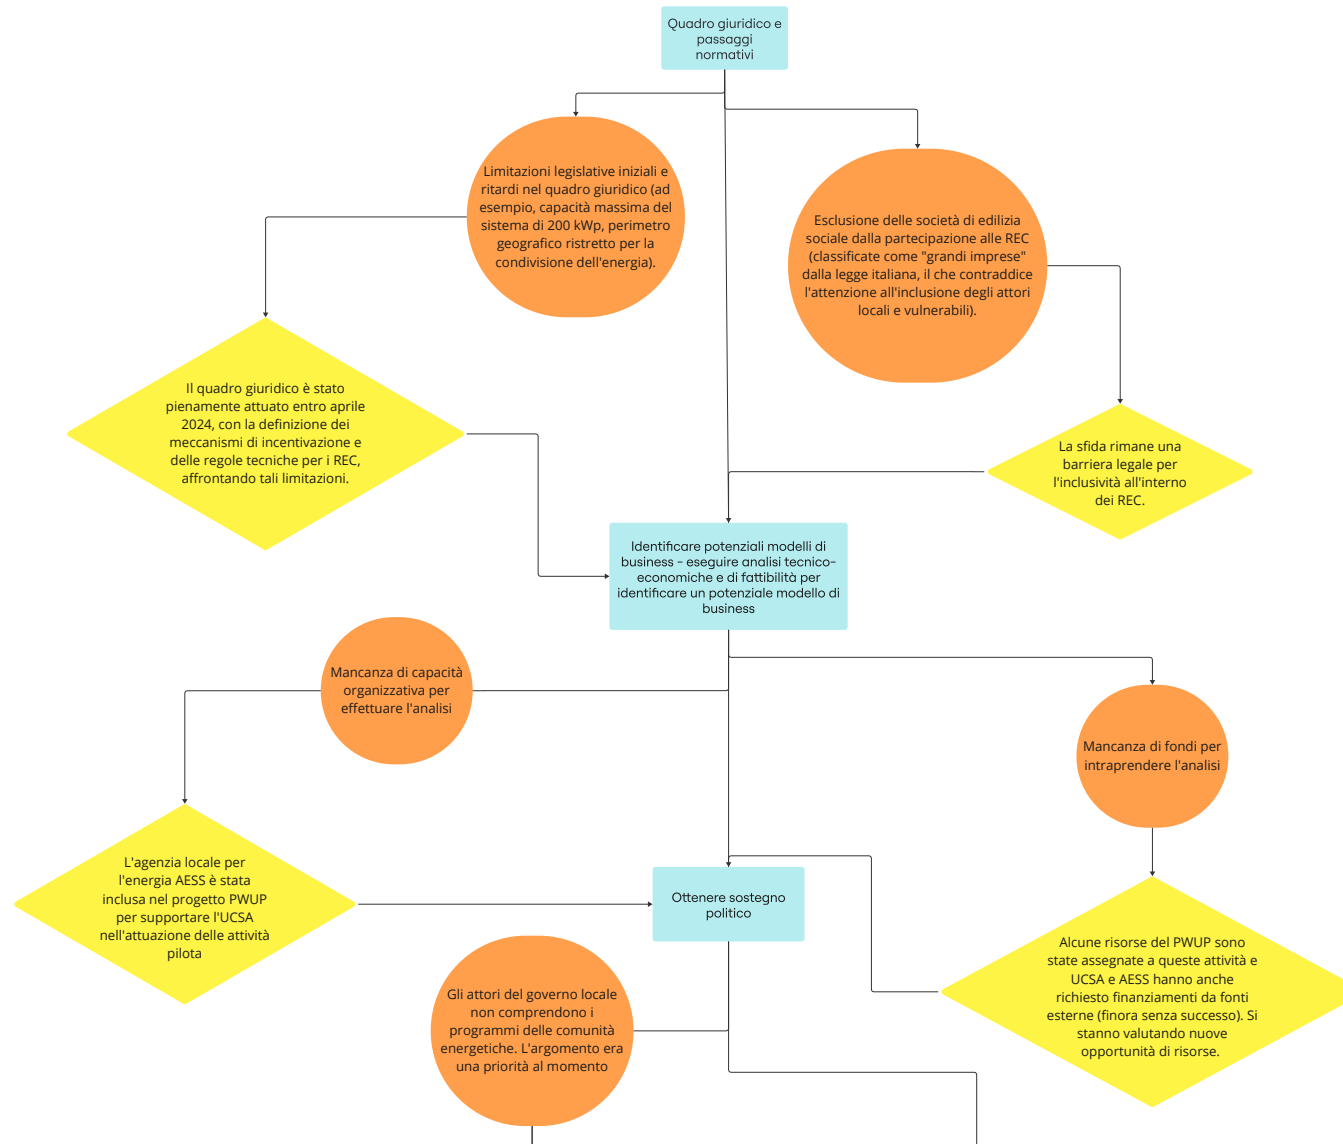 Quadro giuridico e
passaggi
normativi
Limitazioni legislative iniziali e
ritardi nel quadro giuridico (ad
esempio, capacità massima del
sistema di 200 kWp, perimetro
geografico ristretto per la
condivisione dell'energia).
Esclusione delle società di edilizia
sociale dalla partecipazione alle REC
(classificate come "grandi imprese"
dalla legge italiana, il che contraddice
l'attenzione all'inclusione degli attori
locali e vulnerabili).
Il quadro giuridico è stato
pienamente attuato entro aprile
2024, con la definizione dei
meccanismi di incentivazione e
delle regole tecniche per i REC,
affrontando tali limitazioni.
La sfida rimane una
barriera legale per
l'inclusività all'interno
dei REC.
Identificare potenziali modelli di
business - eseguire analisi tecnico-
economiche e di fattibilità per
identificare un potenziale modello di
business
Mancanza di capacità
organizzativa per
effettuare l'analisi
Mancanza di fondi per
intraprendere l'analisi
L'agenzia locale per
l'energia AESS è stata
inclusa nel progetto PWUP
per supportare l'UCSA
nell'attuazione delle attività
pilota
Ottenere sostegno
politico
Alcune risorse del PWUP sono
state assegnate a queste attività e
UCSA e AESS hanno anche
richiesto finanziamenti da fonti
esterne (finora senza successo). Si
stanno valutando nuove
opportunità di risorse.
Gli attori del governo locale
non comprendono i
programmi delle comunità
energetiche. L'argomento era
una priorità al momento